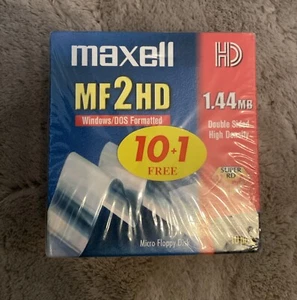 maxell
HD
MF2HD
1.44MB
Windows/DOS Formatted
Double Sided
High Density
10+1
FREE
SUPER
RD
Micro Floppy Disk